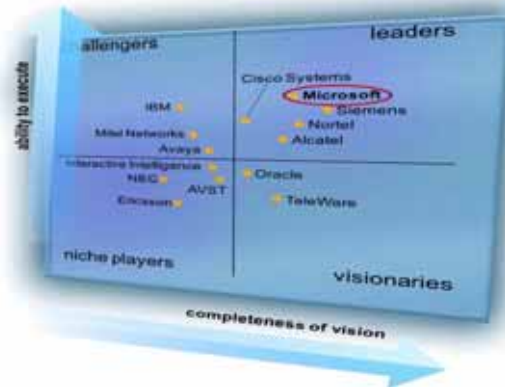 allengers
leaders
ability to execute
Cisco Systems
IBM
Microsoft
Siemens
Mitel Networks
Nortel
Avaya
Alcatel
Interactive Intelligence
NEC
AVST
Oracle
Ericsson
TeleWare
niche players
visionaries
completeness of vision